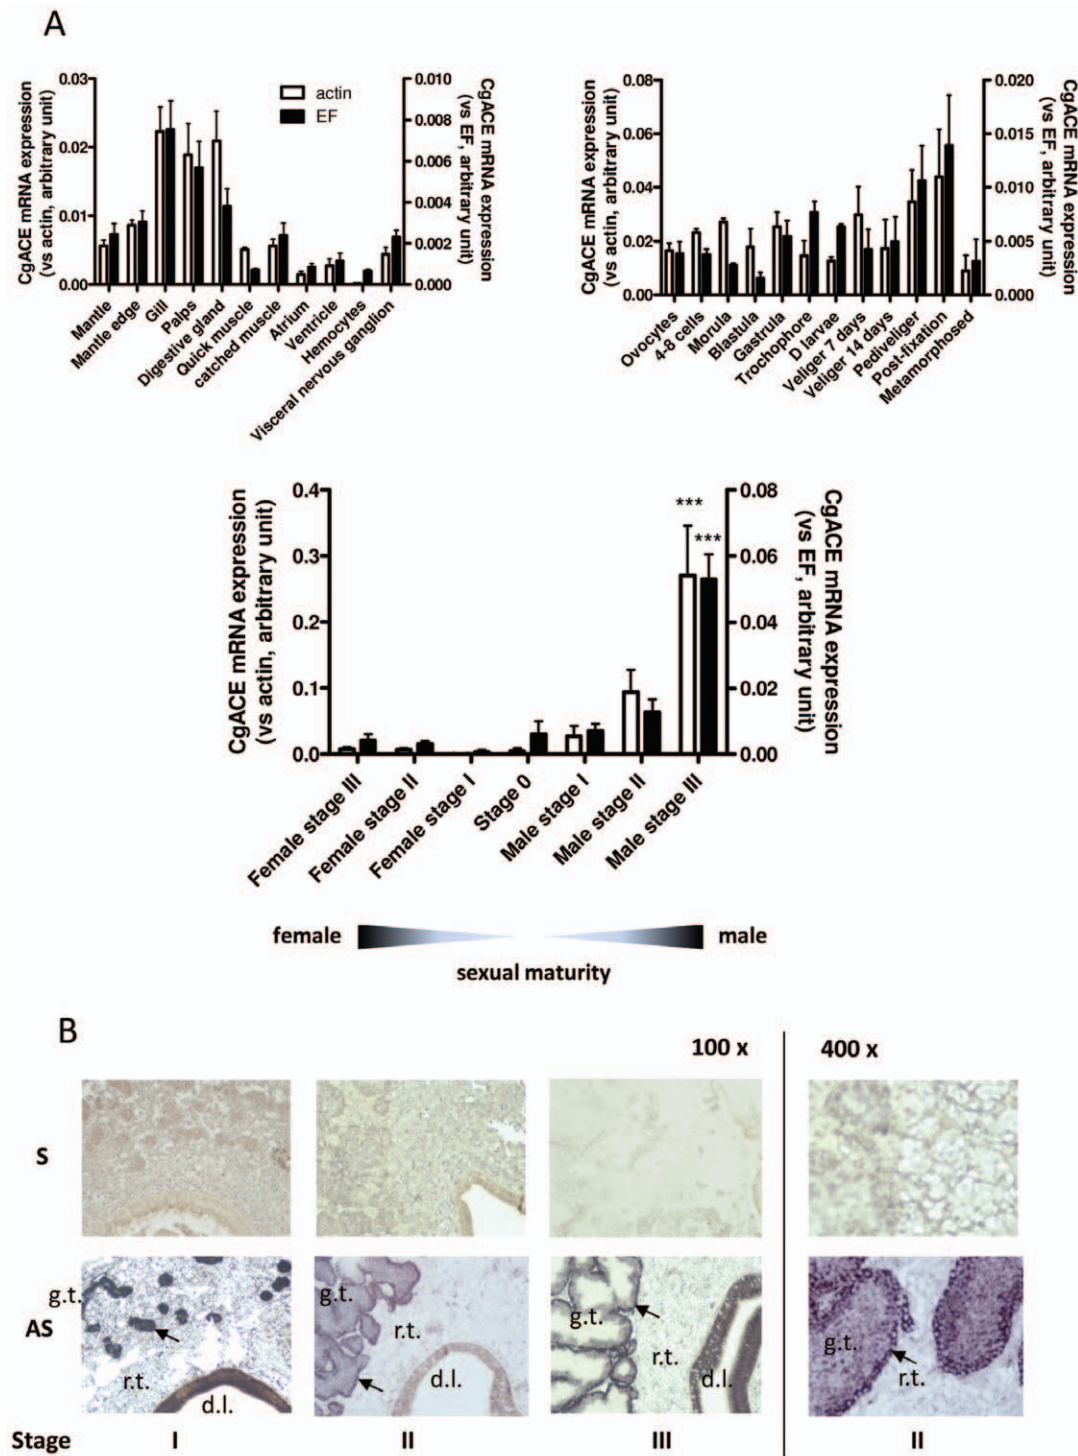 A
CgACE mRNA expression
(vs actin, arbitrary unit)
0.03
0.02
0.01
0.00
actin
EF
0.010
0.008
0.006
0.004
0.002
0.000
CgACE mRNA expression
(vs EF, arbitrary unit)
Mantle
Mantle edge
Gill
Palps
Digestive gland
Quick muscle
catched muscle
Atrium
Ventricle
Hemocytes
Visceral nervous ganglion
CgACE mRNA expression
(vs actin, arbitrary unit)
0.08
0.06
0.04
0.02
0.00
0.020
0.015
0.010
0.005
0.000
CgACE mRNA expression
(vs EF, arbitrary unit)
Ovocytes
4-8 cells
Morula
Blastula
Gastrula
Trochophore
D larvae
Veliger 7 days
Veliger 14 days
Pediveliger
Post-fixation
Metamorphosed
CgACE mRNA expression
(vs actin, arbitrary unit)
0.4
0.3
0.2
0.1
0.0
***
***
0.08
0.06
0.04
0.02
0.00
CgACE mRNA expression
(vs EF, arbitrary unit)
Female stage III
Female stage II
Female stage I
Stage 0
Male stage I
Male stage II
Male stage III
female male
sexual maturity
B
100 x 400 x
S
AS
g.t.
r.t.
d.l.
g.t.
r.t.
d.l.
g.t.
r.t.
d.l.
g.t.
r.t.
Stage I II III II